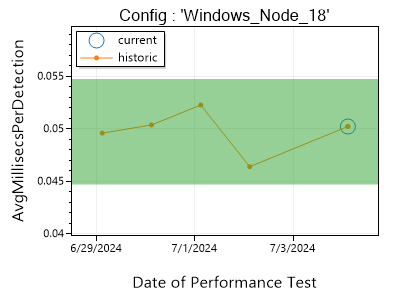 Config : 'Windows_Node_18'
current
historic
AvgMillisecsPerDetection
0.055
0.05
0.045
0.04
6/29/2024
7/1/2024
7/3/2024
Date of Performance Test